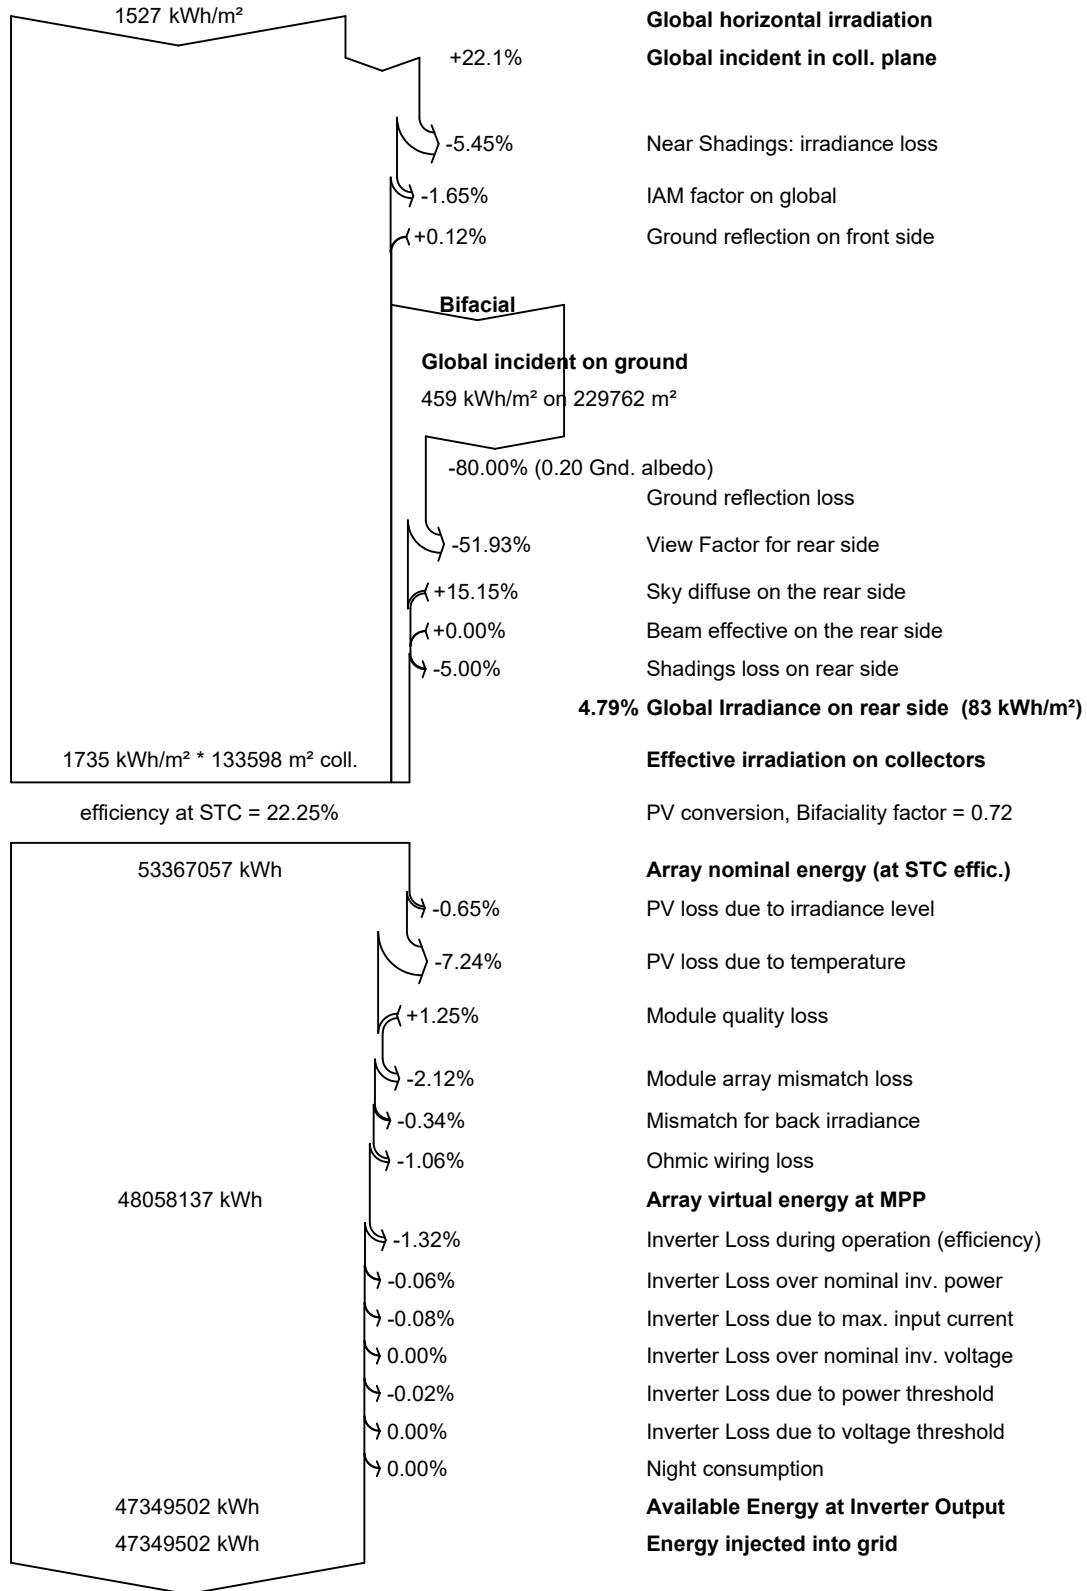 1527 kWh/m² Global horizontal irradiation
+22.1% Global incident in coll. plane
-5.45% Near Shadings: irradiance loss
-1.65% IAM factor on global
+0.12% Ground reflection on front side
Bifacial
Global incident on ground
459 kWh/m² on 229762 m²
-80.00% (0.20 Gnd. albedo)
Ground reflection loss
-51.93% View Factor for rear side
+15.15% Sky diffuse on the rear side
+0.00% Beam effective on the rear side
-5.00% Shadings loss on rear side
4.79% Global Irradiance on rear side (83 kWh/m²)
1735 kWh/m² * 133598 m² coll. Effective irradiation on collectors
efficiency at STC = 22.25% PV conversion, Bifaciality factor = 0.72
53367057 kWh Array nominal energy (at STC effic.)
-0.65% PV loss due to irradiance level
-7.24% PV loss due to temperature
+1.25% Module quality loss
-2.12% Module array mismatch loss
-0.34% Mismatch for back irradiance
-1.06% Ohmic wiring loss
48058137 kWh Array virtual energy at MPP
-1.32% Inverter Loss during operation (efficiency)
-0.06% Inverter Loss over nominal inv. power
-0.08% Inverter Loss due to max. input current
0.00% Inverter Loss over nominal inv. voltage
-0.02% Inverter Loss due to power threshold
0.00% Inverter Loss due to voltage threshold
0.00% Night consumption
47349502 kWh Available Energy at Inverter Output
47349502 kWh Energy injected into grid